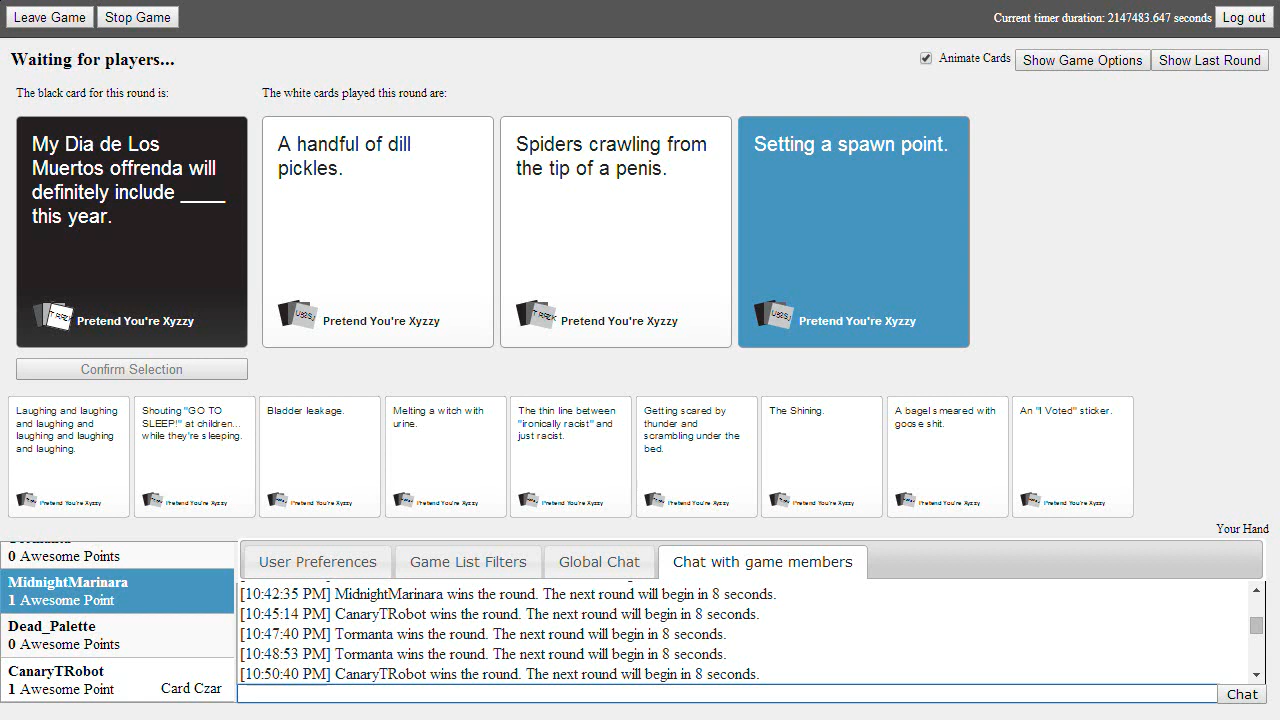 Leave Game Stop Game Current timer duration: 2147483.647 seconds Log out
Waiting for players...
Animate Cards Show Game Options Show Last Round
The black card for this round is: The white cards played this round are:
My Dia de Los
Muertos offrenda will
definitely include ____
this year.
Pretend You're Xyzzy
A handful of dill
pickles.
Pretend You're Xyzzy
Spiders crawling from
the tip of a penis.
Pretend You're Xyzzy
Setting a spawn point.
Pretend You're Xyzzy
Confirm Selection
Laughing and laughing
and laughing and
laughing and laughing
and laughing.
Pretend You're Xyzzy
Shouting "GO TO
SLEEP!" at children...
while they're sleeping.
Pretend You're Xyzzy
Bladder leakage.
Pretend You're Xyzzy
Melting a witch with
urine.
Pretend You're Xyzzy
The thin line between
"ironically racist" and
just racist.
Pretend You're Xyzzy
Getting scared by
thunder and
scrambling under the
bed.
Pretend You're Xyzzy
The Shining.
Pretend You're Xyzzy
A bagel smeared with
goose shit.
Pretend You're Xyzzy
An "I Voted" sticker.
Pretend You're Xyzzy
Your Hand
0 Awesome Points
MidnightMarinara
1 Awesome Point
Dead_Palette
0 Awesome Points
CanaryTRobot
1 Awesome Point Card Czar
User Preferences Game List Filters Global Chat Chat with game members
[10:42:35 PM] MidnightMarinara wins the round. The next round will begin in 8 seconds.
[10:45:14 PM] CanaryTRobot wins the round. The next round will begin in 8 seconds.
[10:47:40 PM] Tormanta wins the round. The next round will begin in 8 seconds.
[10:48:53 PM] Tormanta wins the round. The next round will begin in 8 seconds.
[10:50:40 PM] CanaryTRobot wins the round. The next round will begin in 8 seconds.
Chat